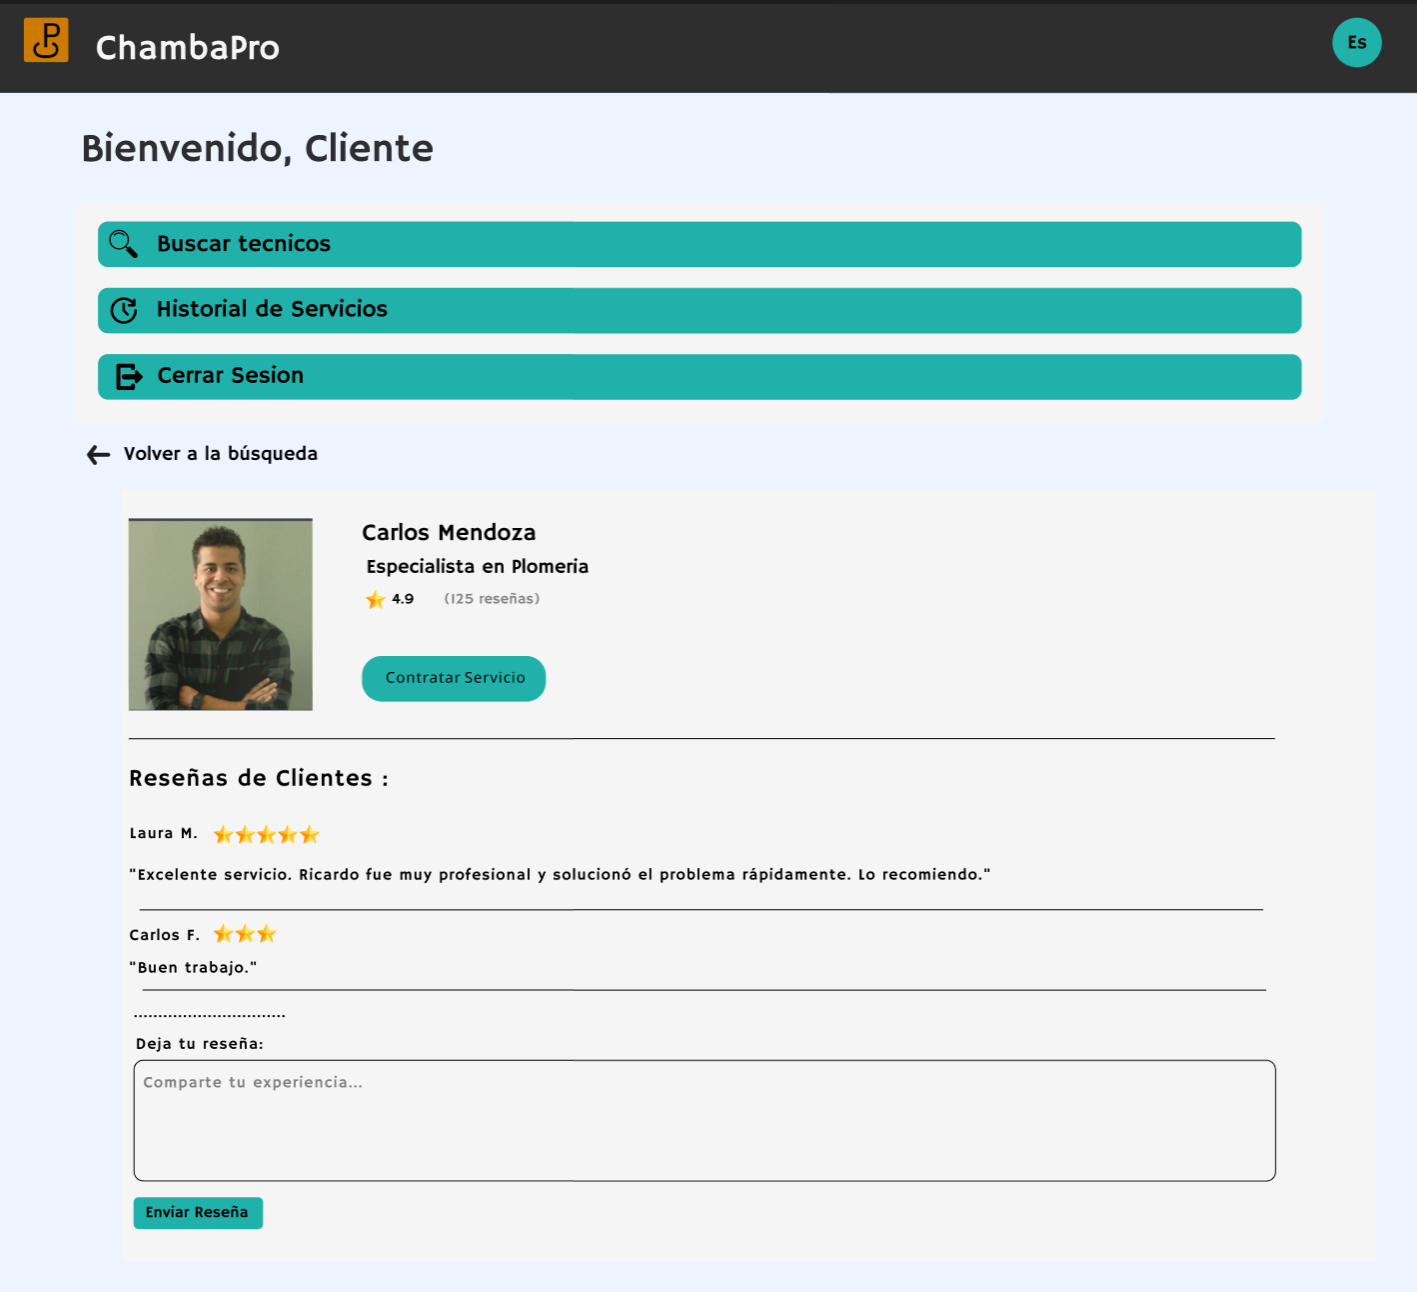 ChambaPro
Es
Bienvenido, Cliente
Buscar tecnicos
Historial de Servicios
Cerrar Sesion
Volver a la búsqueda
Carlos Mendoza
Especialista en Plomeria
4.9 (125 reseñas)
Contratar Servicio
Reseñas de Clientes :
Laura M.
"Excelente servicio. Ricardo fue muy profesional y solucionó el problema rápidamente. Lo recomiendo."
Carlos F.
"Buen trabajo."
...............................
Deja tu reseña:
Comparte tu experiencia...
Enviar Reseña